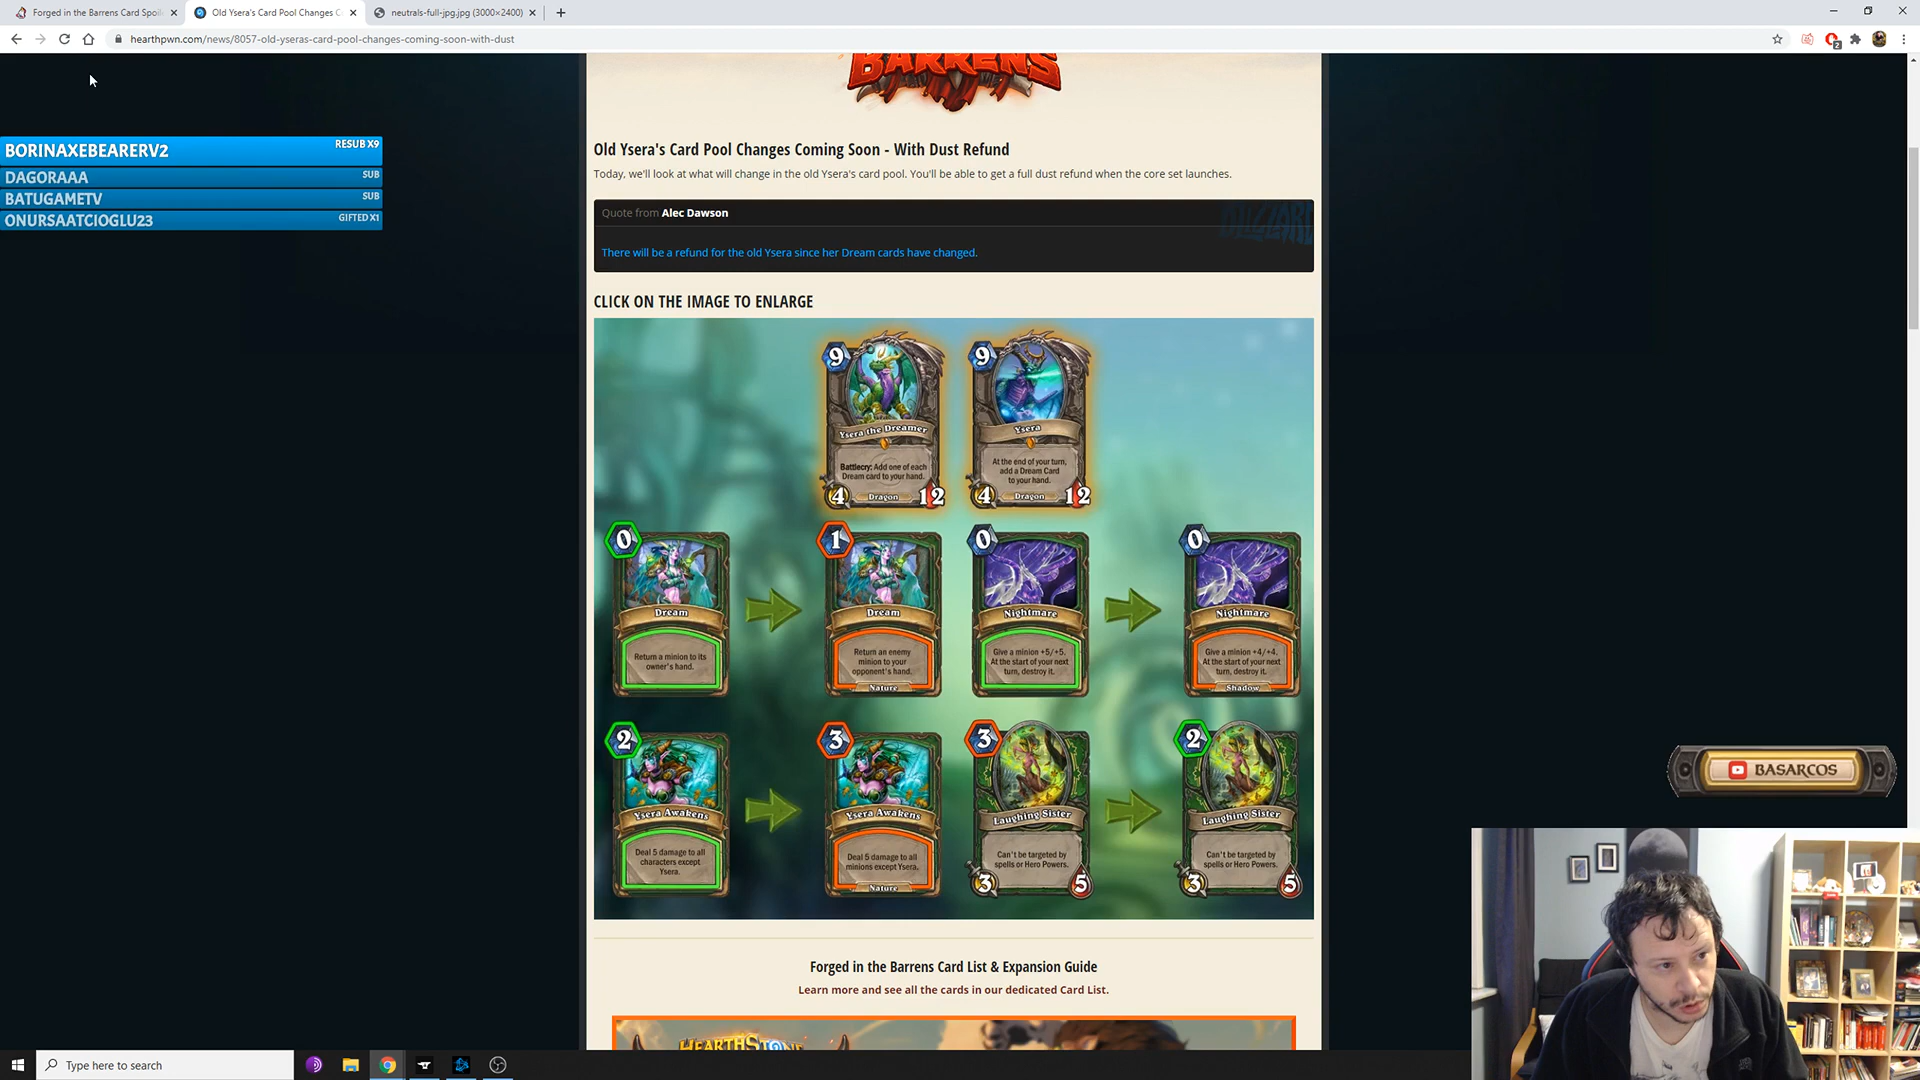 Forged in the Barrens Card Spoil
Old Ysera's Card Pool Changes C
neutrals-full-jpg.jpg (3000×2400)
hearthpwn.com/news/8057-old-yseras-card-pool-changes-coming-soon-with-dust
2
BARRENS
BORINAXEBEARERV2 RESUB X9
DAGORAAA SUB
BATUGAMETV SUB
ONURSAATCIOGLU23 GIFTED X1
Old Ysera's Card Pool Changes Coming Soon - With Dust Refund
Today, we'll look at what will change in the old Ysera's card pool. You'll be able to get a full dust refund when the core set launches.
Quote from Alec Dawson
BLIZZARD
There will be a refund for the old Ysera since her Dream cards have changed.
CLICK ON THE IMAGE TO ENLARGE
9
Ysera the Dreamer
Battlecry: Add one of each
Dream card to your hand.
4 Dragon 12
9
Ysera
At the end of your turn,
add a Dream Card
to your hand.
4 Dragon 12
0
Dream
Return a minion to its
owner's hand.
1
Dream
Return an enemy
minion to your
opponent's hand.
Nature
0
Nightmare
Give a minion +5/+5.
At the start of your next
turn, destroy it.
0
Nightmare
Give a minion +4/+4.
At the start of your next
turn, destroy it.
Shadow
2
Ysera Awakens
Deal 5 damage to all
characters except
Ysera.
3
Ysera Awakens
Deal 5 damage to all
minions except Ysera.
Nature
3
Laughing Sister
Can't be targeted by
spells or Hero Powers.
3 5
2
Laughing Sister
Can't be targeted by
spells or Hero Powers.
3 5
BASARCOS
Forged in the Barrens Card List & Expansion Guide
Learn more and see all the cards in our dedicated Card List.
HEARTHSTONE
Type here to search